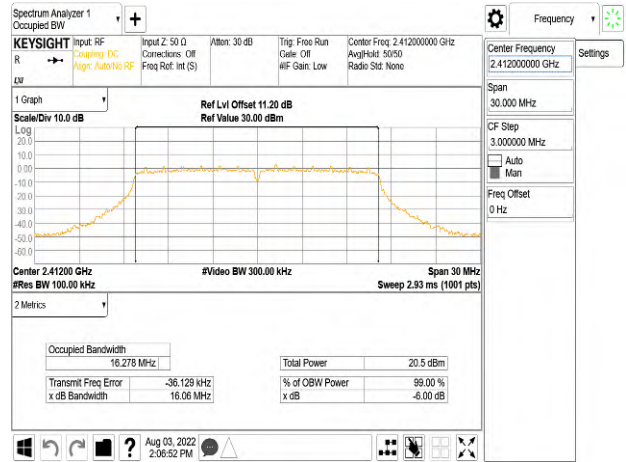 Spectrum Analyzer 1
Occupied BW
Frequency
KEYSIGHT
R
Input: RF
Coupling: DC
Align: Auto/No RF
Input Z: 50 Ω
Corrections: Off
Freq Ref: Int (S)
Atten: 30 dB
Trig: Free Run
Gate: Off
#IF Gain: Low
Center Freq: 2.412000000 GHz
Avg|Hold: 50/50
Radio Std: None
Center Frequency
2.412000000 GHz
Settings
Span
30.000 MHz
CF Step
3.000000 MHz
Auto
Man
Freq Offset
0 Hz
1 Graph
Scale/Div 10.0 dB
Ref Lvl Offset 11.20 dB
Ref Value 30.00 dBm
Log
20.0
10.0
0.00
-10.0
-20.0
-30.0
-40.0
-50.0
-60.0
Center 2.41200 GHz
#Video BW 300.00 kHz
Span 30 MHz
#Res BW 100.00 kHz
Sweep 2.93 ms (1001 pts)
2 Metrics
Occupied Bandwidth
16.278 MHz
Total Power 20.5 dBm
Transmit Freq Error -36.129 kHz
% of OBW Power 99.00 %
x dB Bandwidth 16.06 MHz
x dB -6.00 dB
?
Aug 03, 2022
2:06:52 PM